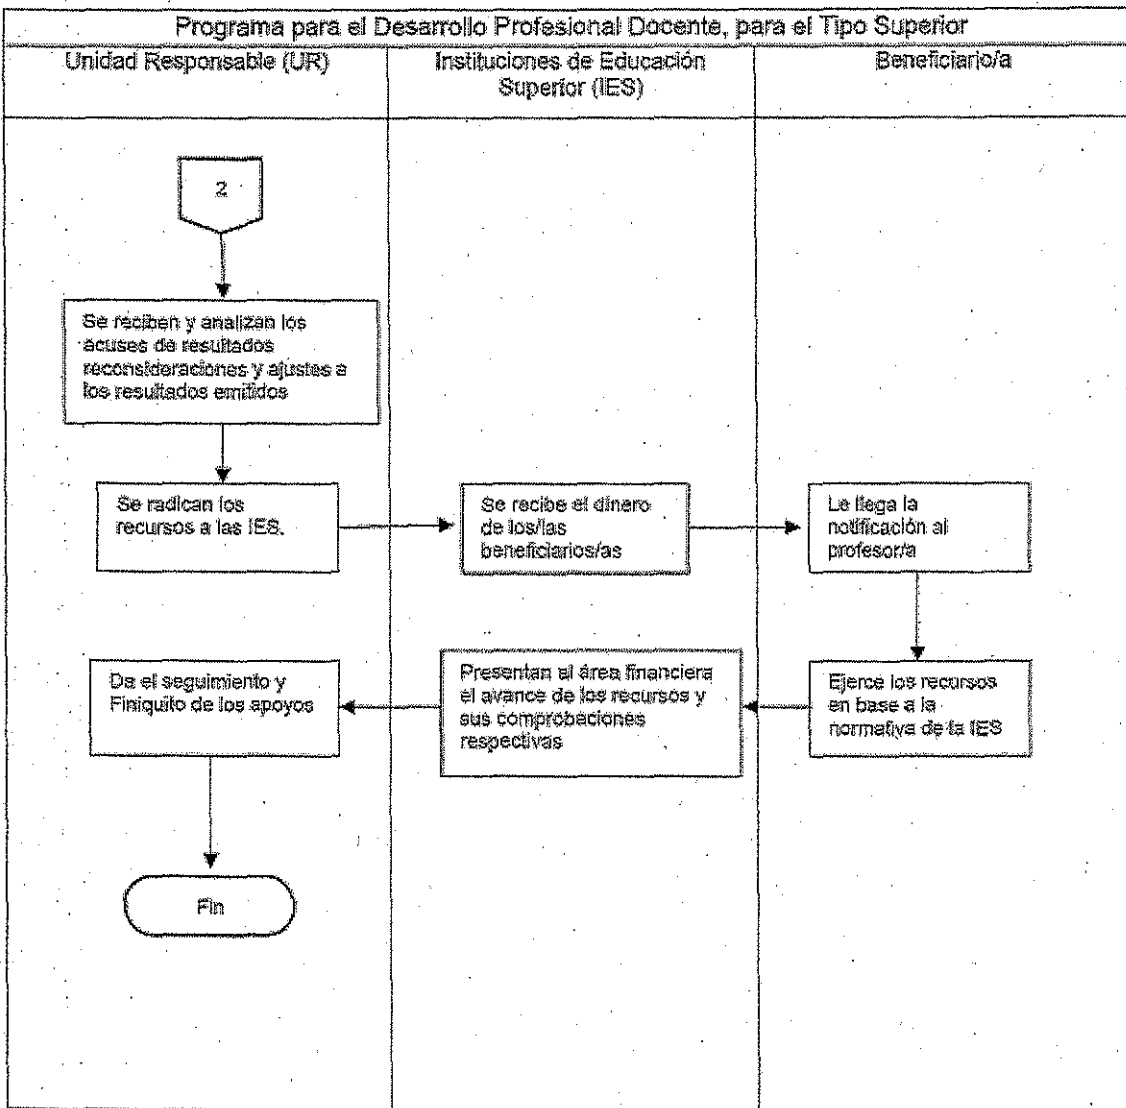 Programa para el Desarrollo Profesional Docente, para el Tipo Superior
Unidad Responsable (UR)
Instituciones de Educación
Superior (IES)
Beneficiario/a
2
Se reciben y analizan los
acuses de resultados
reconsideraciones y ajustes a
los resultados emitidos
Se radican los
recursos a las IES.
Se recibe el dinero
de los/las
beneficiarios/as
Le llega la
notificación al
profesor/a
Da el seguimiento y
Finiquito de los apoyos
Presentan al área financiera
el avance de los recursos y
sus comprobaciones
respectivas
Ejerce los recursos
en base a la
normativa de la IES
Fin